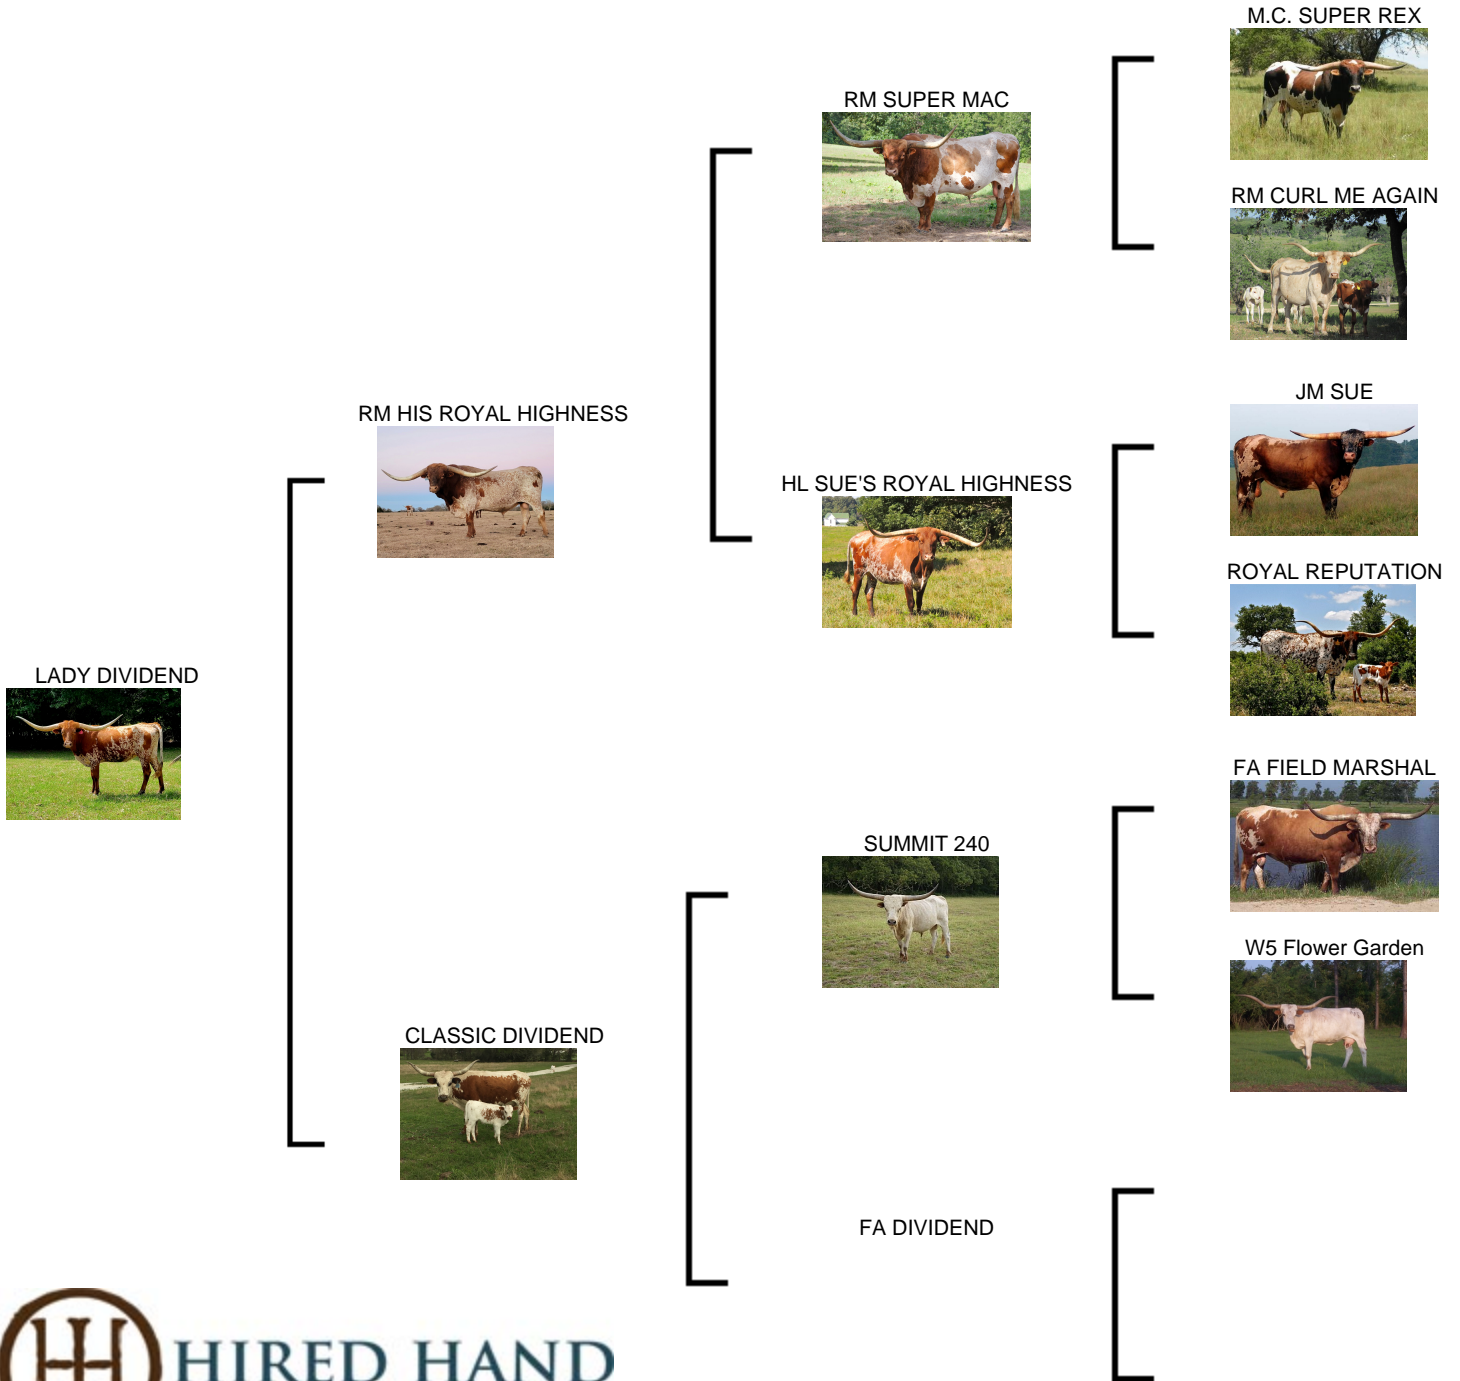 M.C. SUPER REX
RM SUPER MAC
RM CURL ME AGAIN
RM HIS ROYAL HIGHNESS
JM SUE
HL SUE'S ROYAL HIGHNESS
ROYAL REPUTATION
LADY DIVIDEND
FA FIELD MARSHAL
SUMMIT 240
W5 Flower Garden
CLASSIC DIVIDEND
FA DIVIDEND
HIRED HAND